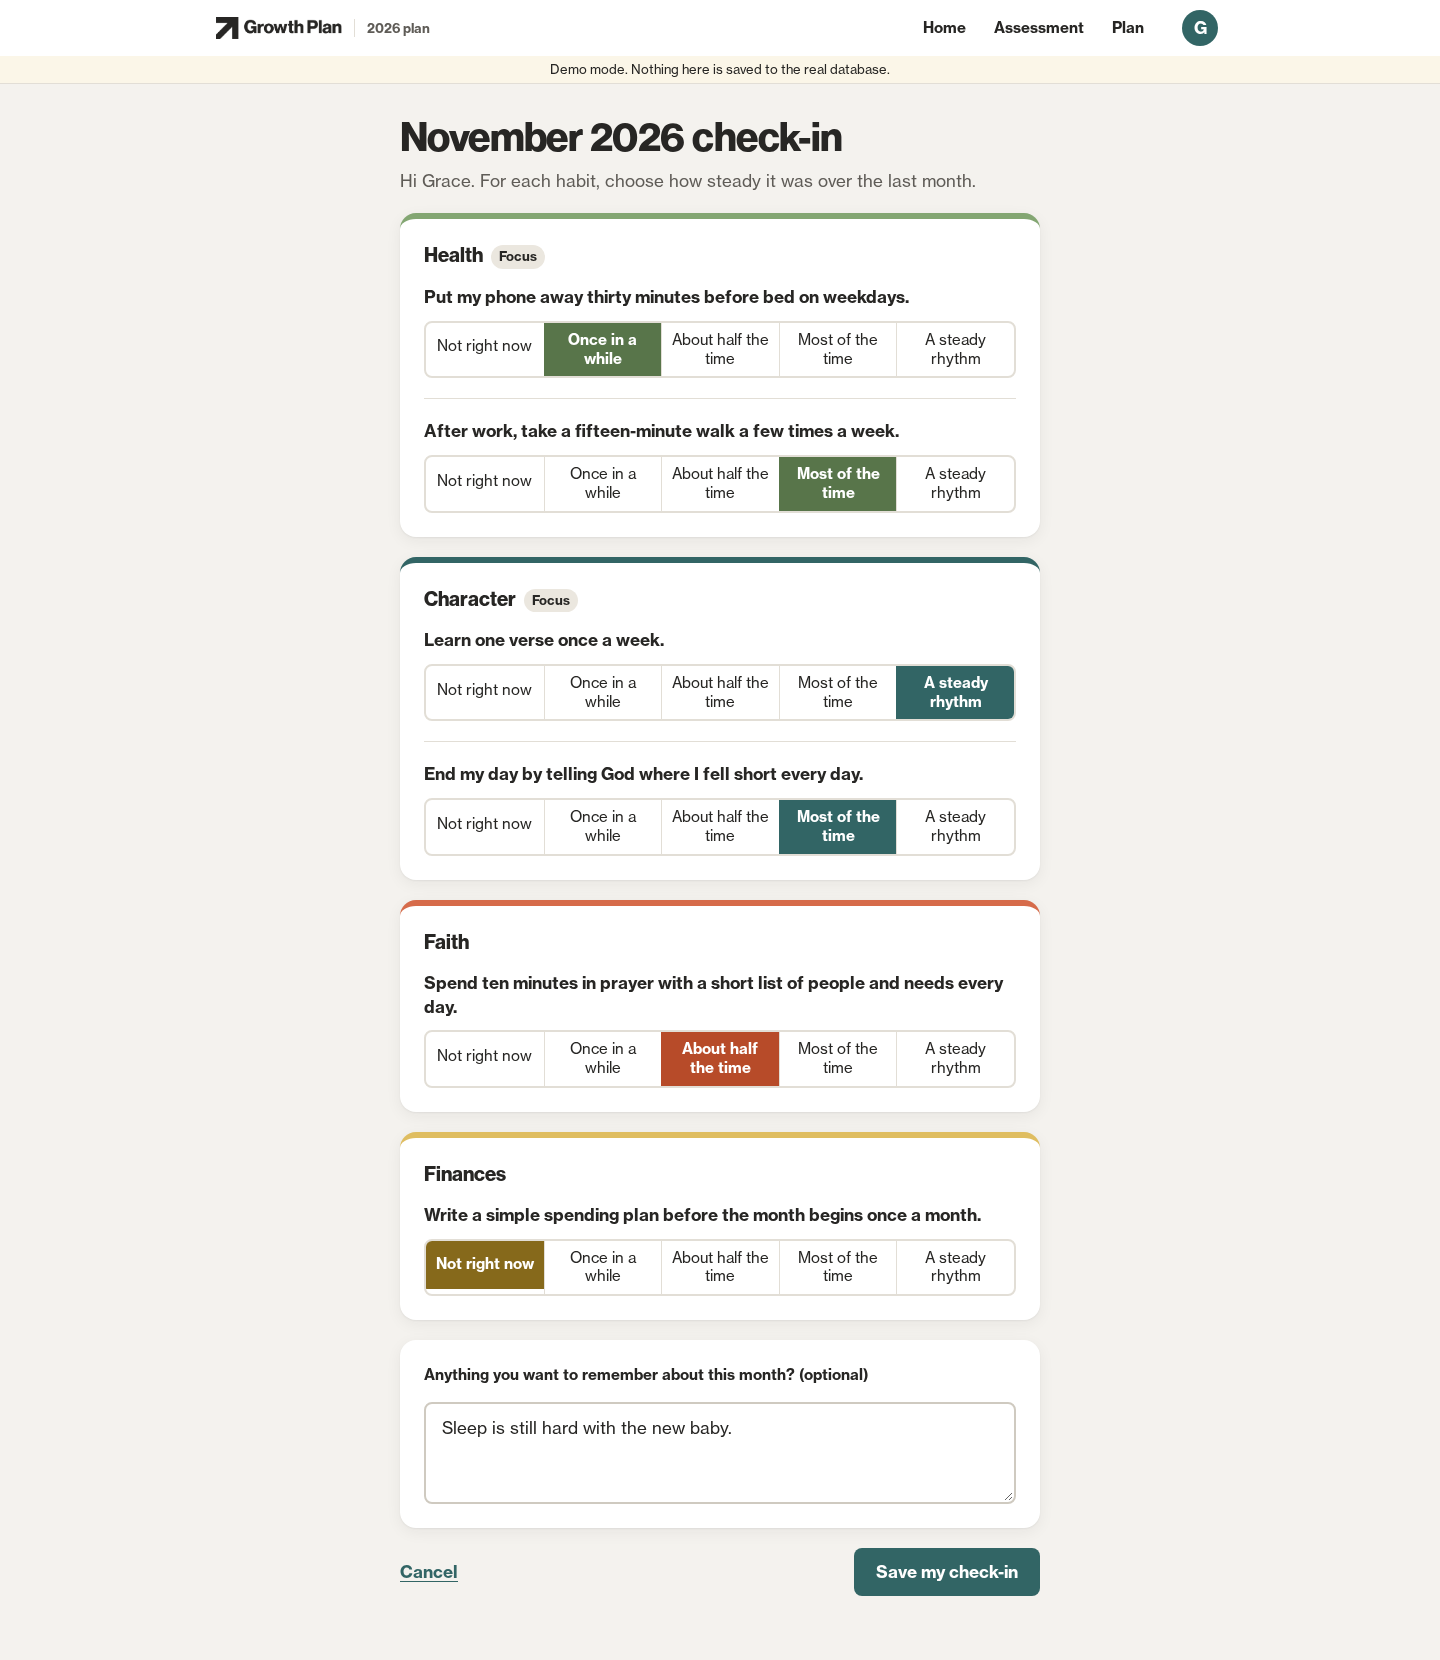 Growth Plan
2026 plan
Home
Assessment
Plan
G
Demo mode. Nothing here is saved to the real database.
November 2026 check-in
Hi Grace. For each habit, choose how steady it was over the last month.
Health
Focus
Put my phone away thirty minutes before bed on weekdays.
Not right now
Once in a
while
About half the
time
Most of the
time
A steady
rhythm
After work, take a fifteen-minute walk a few times a week.
Not right now
Once in a
while
About half the
time
Most of the
time
A steady
rhythm
Character
Focus
Learn one verse once a week.
Not right now
Once in a
while
About half the
time
Most of the
time
A steady
rhythm
End my day by telling God where I fell short every day.
Not right now
Once in a
while
About half the
time
Most of the
time
A steady
rhythm
Faith
Spend ten minutes in prayer with a short list of people and needs every
day.
Not right now
Once in a
while
About half
the time
Most of the
time
A steady
rhythm
Finances
Write a simple spending plan before the month begins once a month.
Not right now
Once in a
while
About half the
time
Most of the
time
A steady
rhythm
Anything you want to remember about this month? (optional)
Sleep is still hard with the new baby.
Cancel
Save my check-in